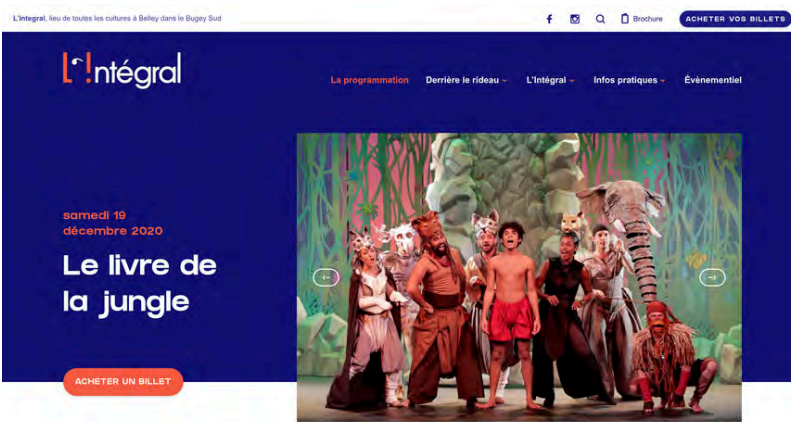 L'Integral, lieu de toutes les cultures à Belley dans le Bugey Sud
Brochure
ACHETER VOS BILLETS
L'!ntégral
La programmation
Derrière le rideau
L'Intégral
Infos pratiques
Évènementiel
samedi 19
décembre 2020
Le livre de
la jungle
ACHETER UN BILLET